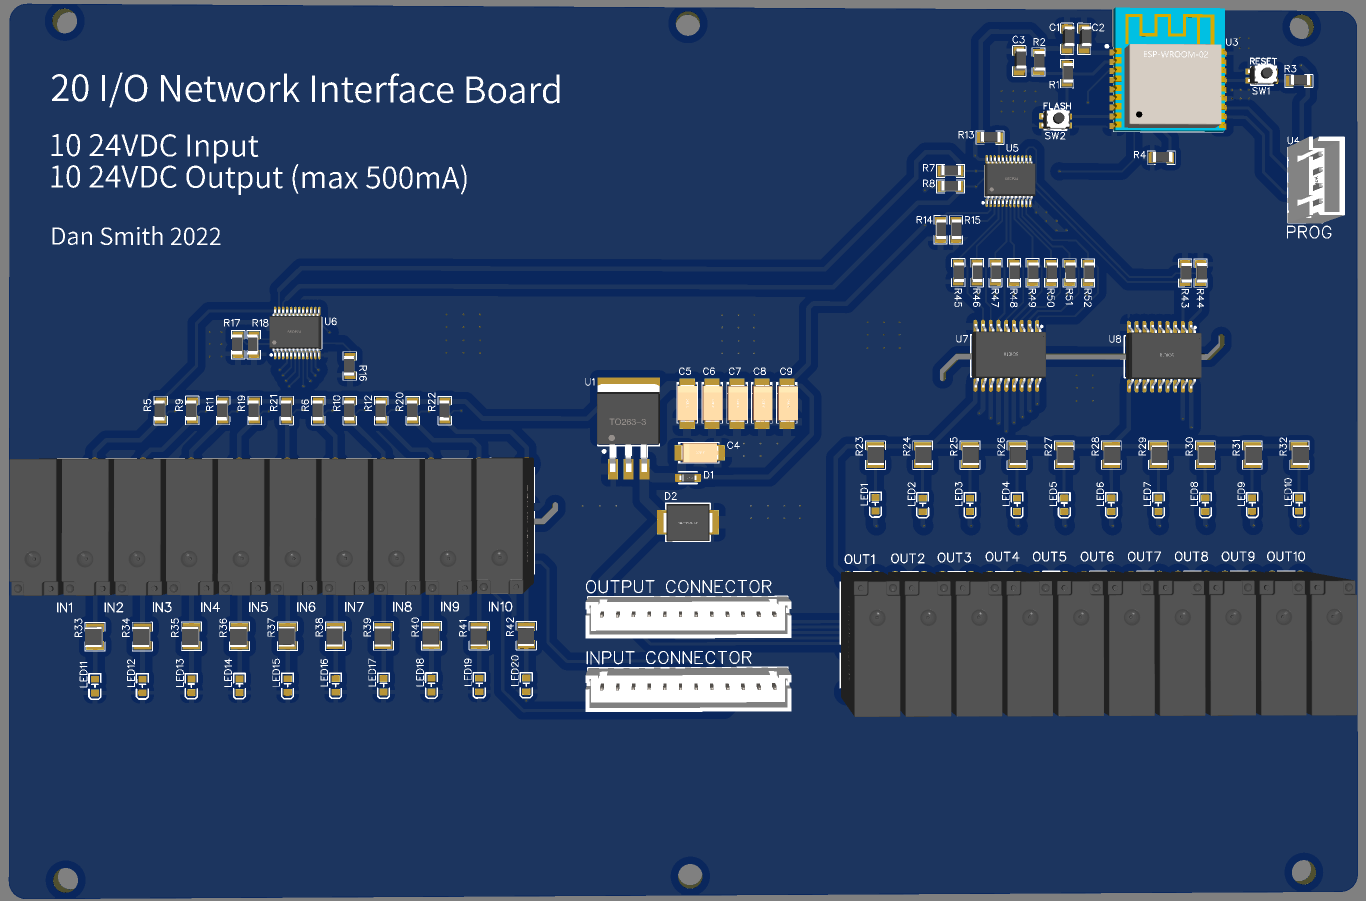 20 I/O Network Interface Board
10 24VDC Input
10 24VDC Output (max 500mA)
Dan Smith 2022
C1 C2
C3 R2
R1
U3
ESP-WROOM-02
RESET
SW1
R3
FLASH
SW2
R13
U5
R4
U4
PROG
R7
R8
R14 R15
R45 R46 R47 R48 R49 R50 R51 R52
R43 R44
R17 R18
U6
R16
U7
U8
R5 R9 R11 R19 R21 R6 R10 R12 R20 R22
U1
TO263-3
C5 C6 C7 C8 C9
C4
D1
D2
R23 R24 R25 R26 R27 R28 R29 R30 R31 R32
LED1 LED2 LED3 LED4 LED5 LED6 LED7 LED8 LED9 LED10
OUT1 OUT2 OUT3 OUT4 OUT5 OUT6 OUT7 OUT8 OUT9 OUT10
OUTPUT CONNECTOR
INPUT CONNECTOR
IN1 IN2 IN3 IN4 IN5 IN6 IN7 IN8 IN9 IN10
R33 R34 R35 R36 R37 R38 R39 R40 R41 R42
LED11 LED12 LED13 LED14 LED15 LED16 LED17 LED18 LED19 LED20